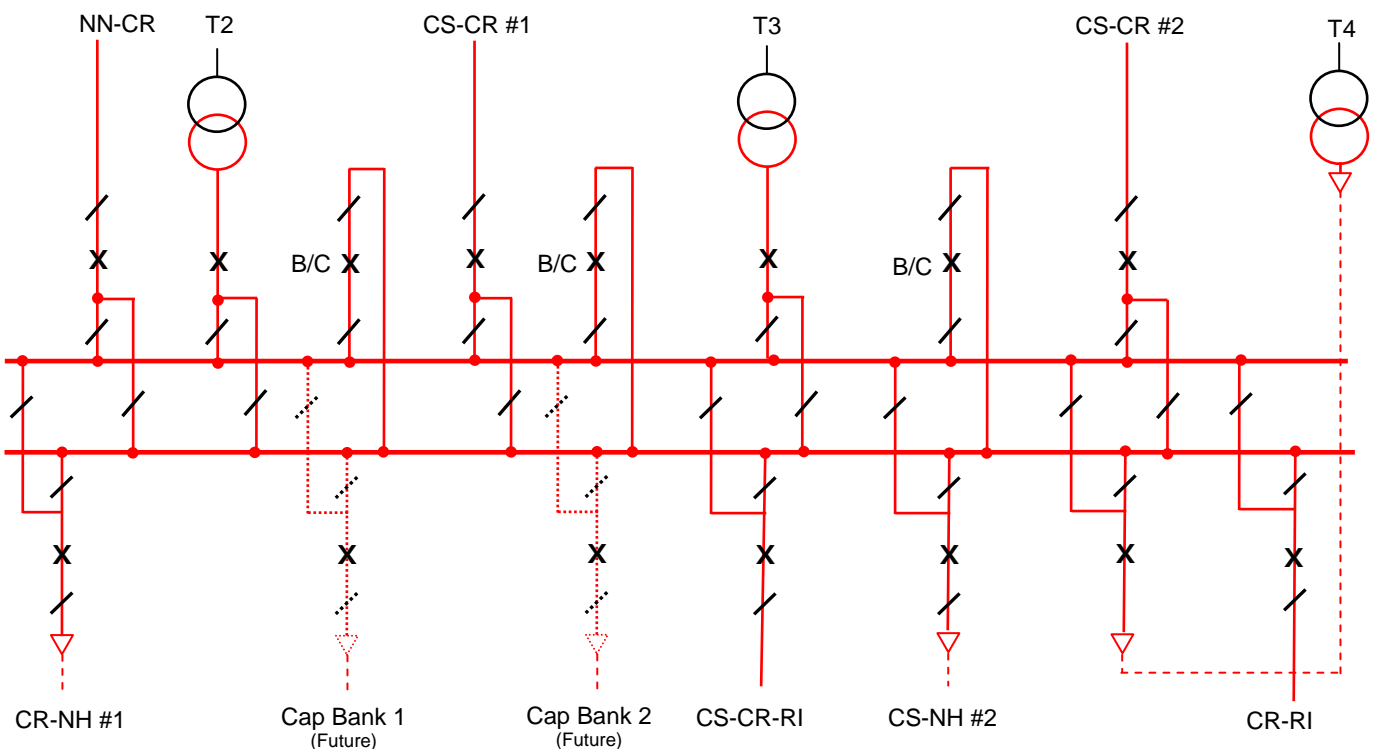 NN-CR
T2
CS-CR #1
T3
CS-CR #2
T4
B/C
B/C
B/C
CR-NH #1
Cap Bank 1
(Future)
Cap Bank 2
(Future)
CS-CR-RI
CS-NH #2
CR-RI